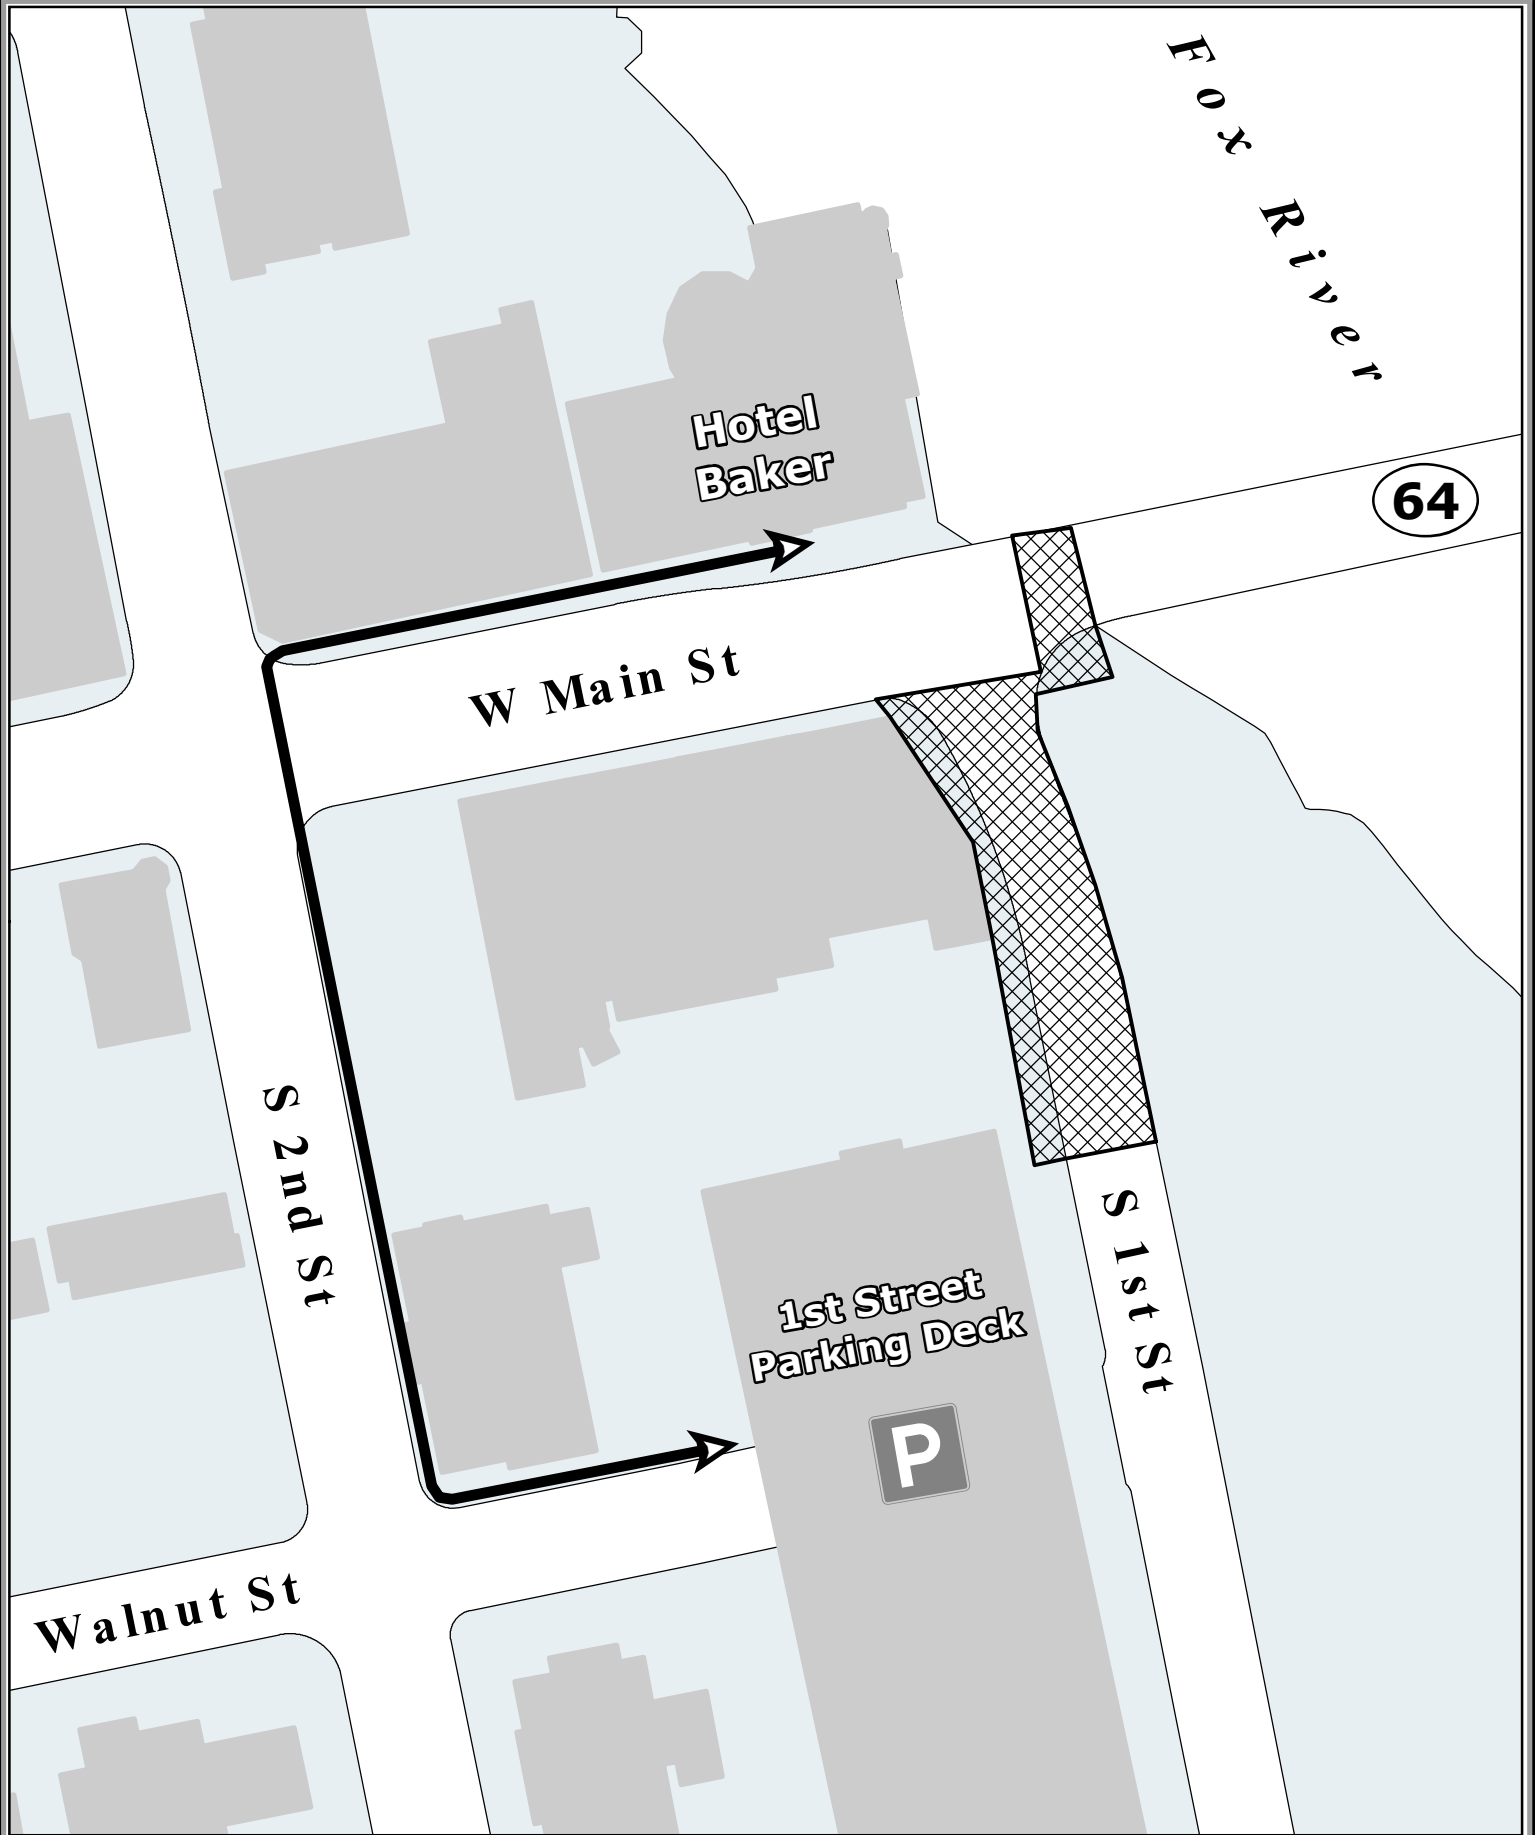 Fox River
64
Hotel
Baker
W Main St
S 2nd St
S 1st St
1st Street
Parking Deck
P
Walnut St